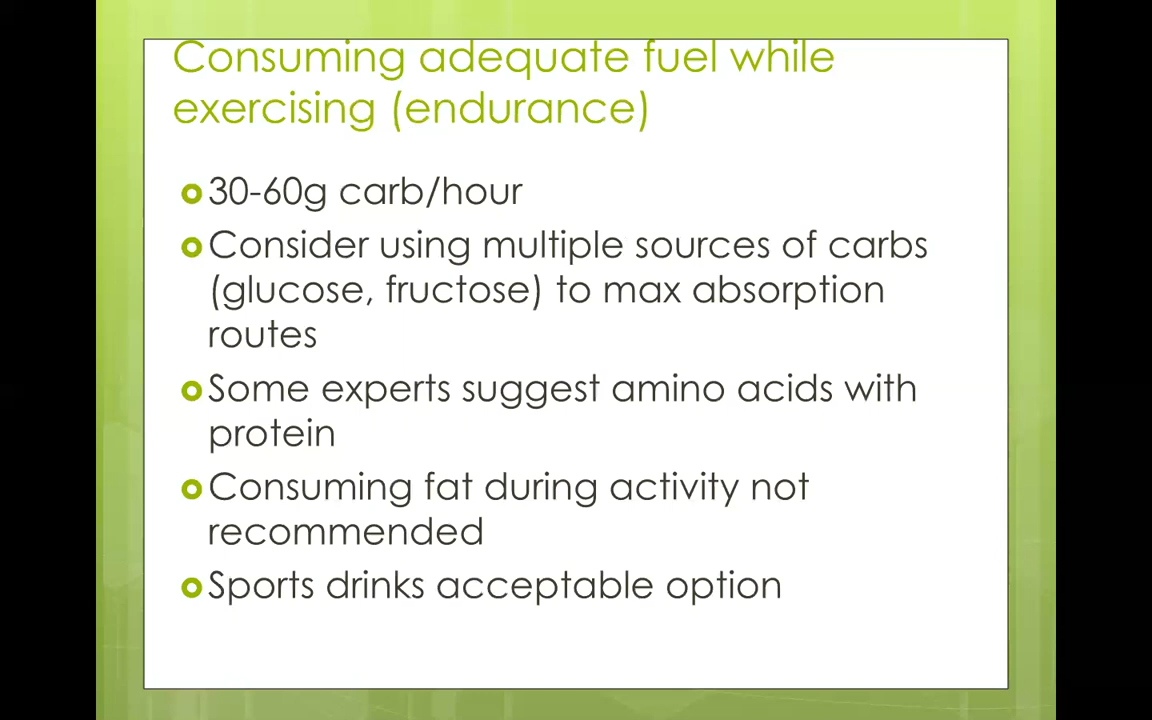 Consuming adequate fuel while
exercising (endurance)
30-60g carb/hour
Consider using multiple sources of carbs
(glucose, fructose) to max absorption
routes
Some experts suggest amino acids with
protein
Consuming fat during activity not
recommended
Sports drinks acceptable option